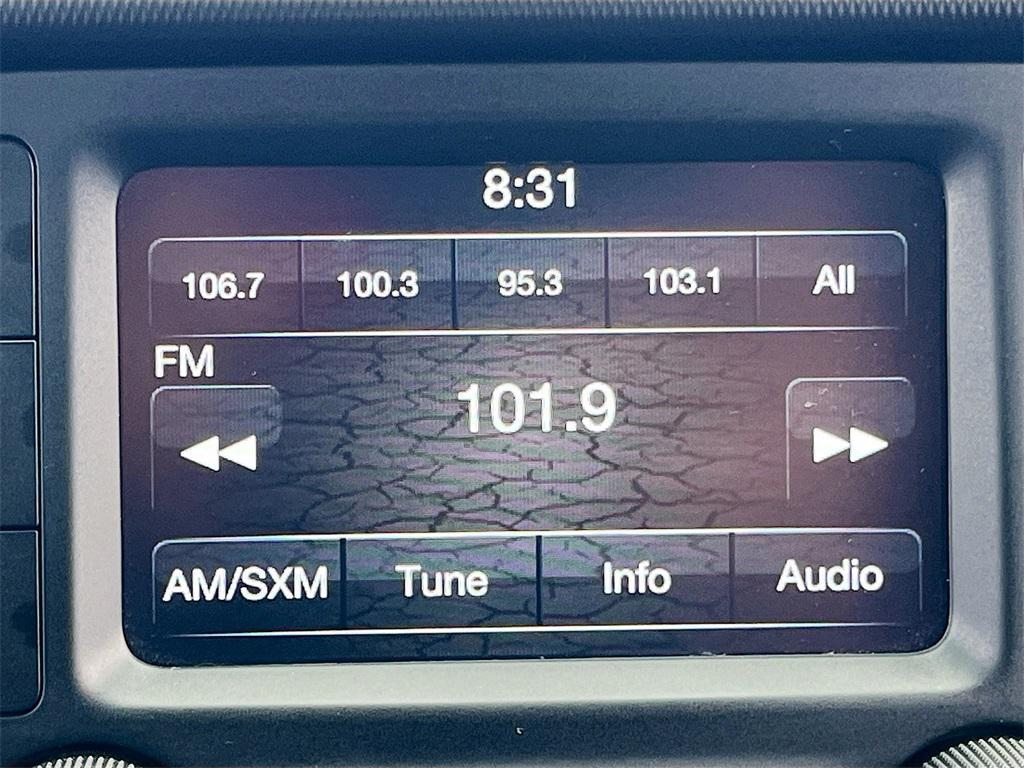 8:31
106.7 100.3 95.3 103.1 All
FM
101.9
AM/SXM Tune Info Audio